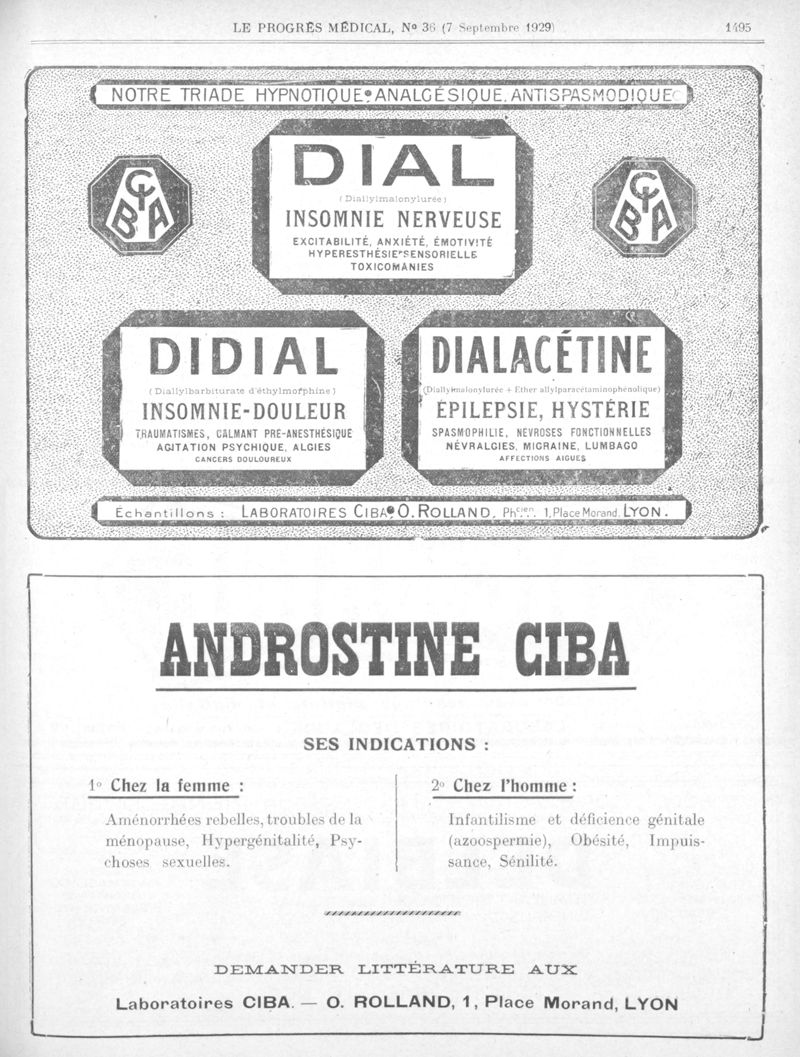 LE PROGRÈS MÉDICAL, Nº 36 (7 Septembre 1929) 1495
NOTRE TRIADE HYPNOTIQUE, ANALGÉSIQUE, ANTISPASMODIQUE
CIBA
DIAL
(Diallylmalonylurée)
INSOMNIE NERVEUSE
EXCITABILITÉ, ANXIÉTÉ, ÉMOTIVITÉ
HYPERESTHÉSIE SENSORIELLE
TOXICOMANIES
CIBA
DIDIAL
(Diallylbarbiturate d'éthylmorphine)
INSOMNIE-DOULEUR
TRAUMATISMES, CALMANT PRÉ-ANESTHÉSIQUE
AGITATION PSYCHIQUE, ALGIES
CANCERS DOULOUREUX
DIALACÉTINE
(Diallylmalonylurée + Ether allylparacétaminophénolique)
ÉPILEPSIE, HYSTÉRIE
SPASMOPHILIE, NÉVROSES FONCTIONNELLES
NÉVRALGIES, MIGRAINE, LUMBAGO
AFFECTIONS AIGUES
Échantillons : LABORATOIRES CIBA, O. ROLLAND, Phcien. 1, Place Morand. LYON.
ANDROSTINE CIBA
SES INDICATIONS :
1º Chez la femme :
Aménorrhées rebelles, troubles de la
ménopause, Hypergénitalité, Psy-
choses sexuelles.
2º Chez l'homme :
Infantilisme et déficience génitale
(azoospermie), Obésité, Impuis-
sance, Sénilité.
DEMANDER LITTÉRATURE AUX
Laboratoires CIBA. — O. ROLLAND, 1, Place Morand, LYON